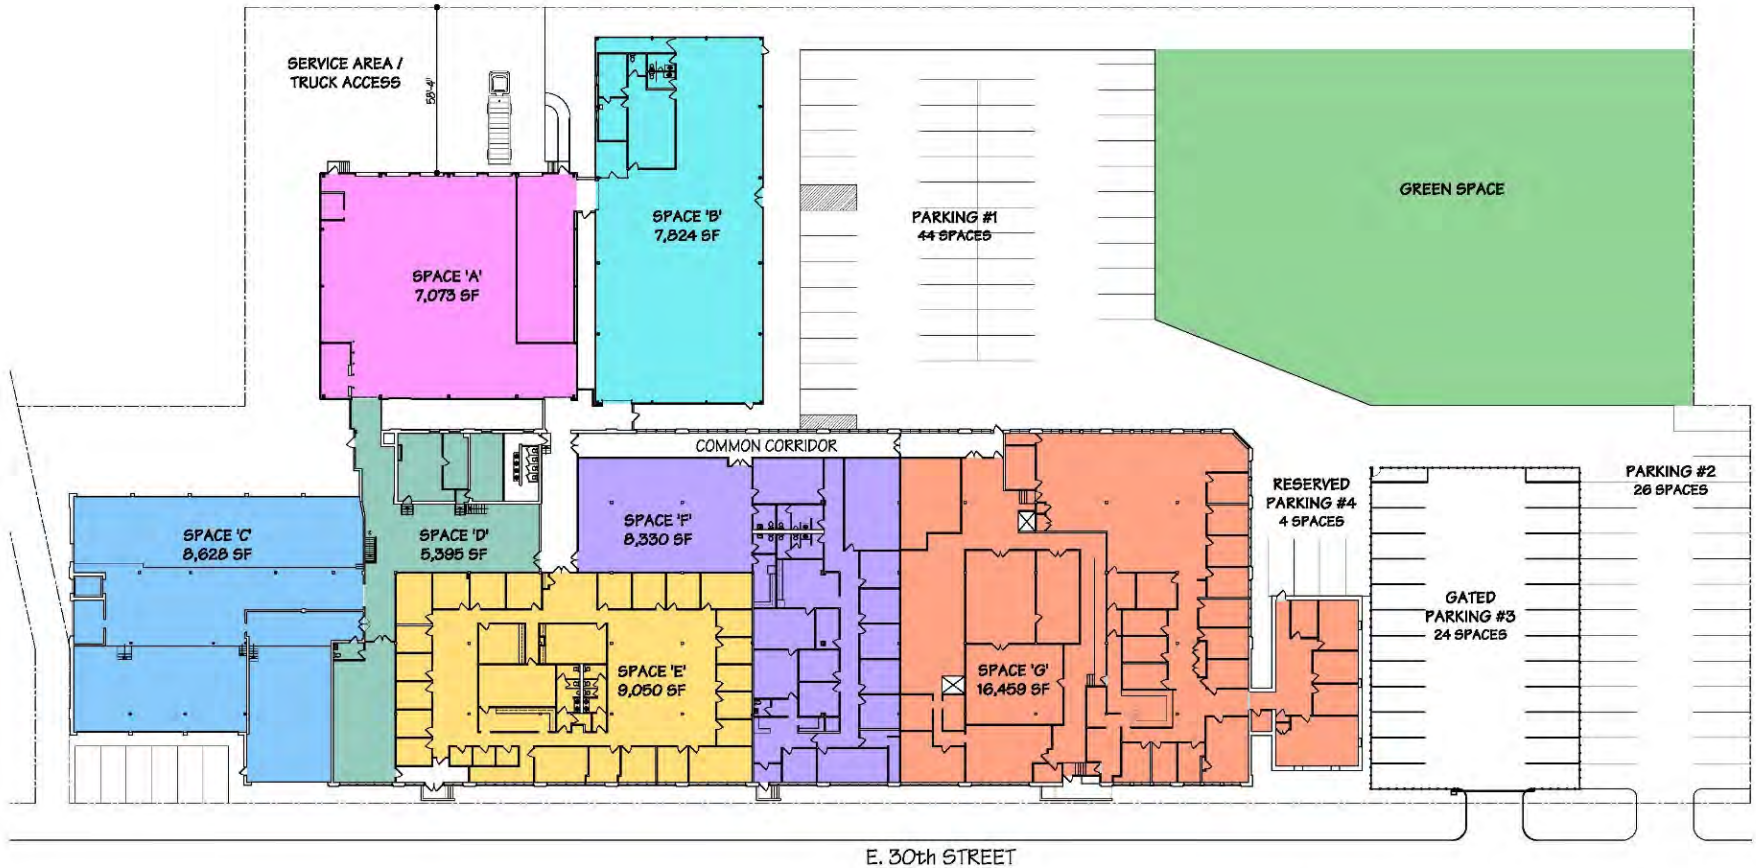 SERVICE AREA /
TRUCK ACCESS
58'-4"
SPACE 'A'
7,073 SF
SPACE 'B'
7,824 SF
PARKING #1
44 SPACES
GREEN SPACE
COMMON CORRIDOR
SPACE 'C'
8,628 SF
SPACE 'D'
5,395 SF
SPACE 'F'
8,330 SF
SPACE 'E'
9,050 SF
SPACE 'G'
16,459 SF
RESERVED
PARKING #4
4 SPACES
PARKING #2
26 SPACES
GATED
PARKING #3
24 SPACES
E. 30th STREET